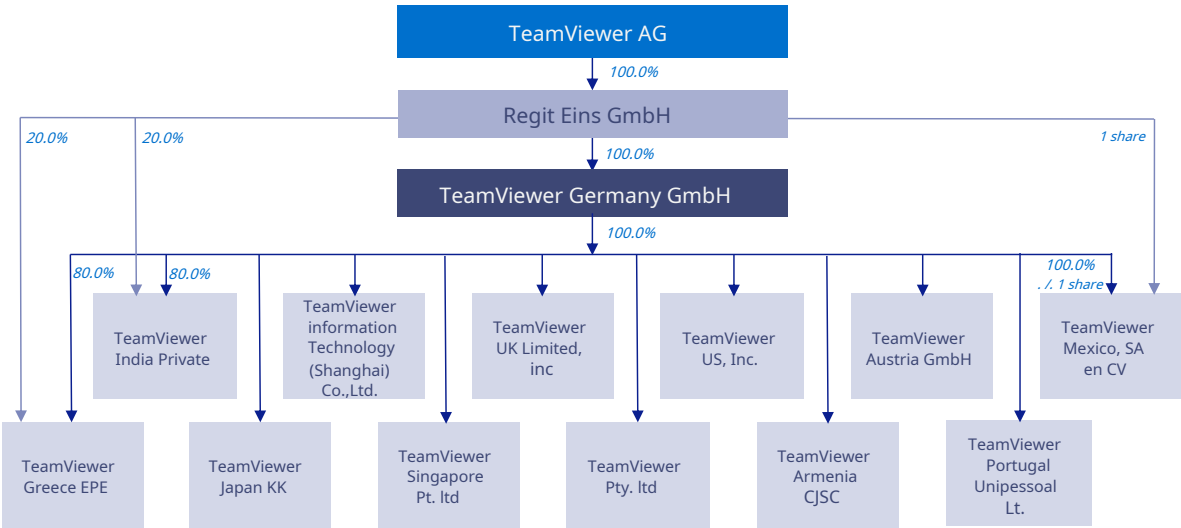 TeamViewer AG
100.0%
Regit Eins GmbH
20.0%
20.0%
1 share
100.0%
TeamViewer Germany GmbH
100.0%
80.0%
80.0%
100.0%
. /. 1 share
TeamViewer
India Private
TeamViewer
information
Technology
(Shanghai)
Co.,Ltd.
TeamViewer
UK Limited,
inc
TeamViewer
US, Inc.
TeamViewer
Austria GmbH
TeamViewer
Mexico, SA
en CV
TeamViewer
Greece EPE
TeamViewer
Japan KK
TeamViewer
Singapore
Pt. ltd
TeamViewer
Pty. ltd
TeamViewer
Armenia
CJSC
TeamViewer
Portugal
Unipessoal
Lt.